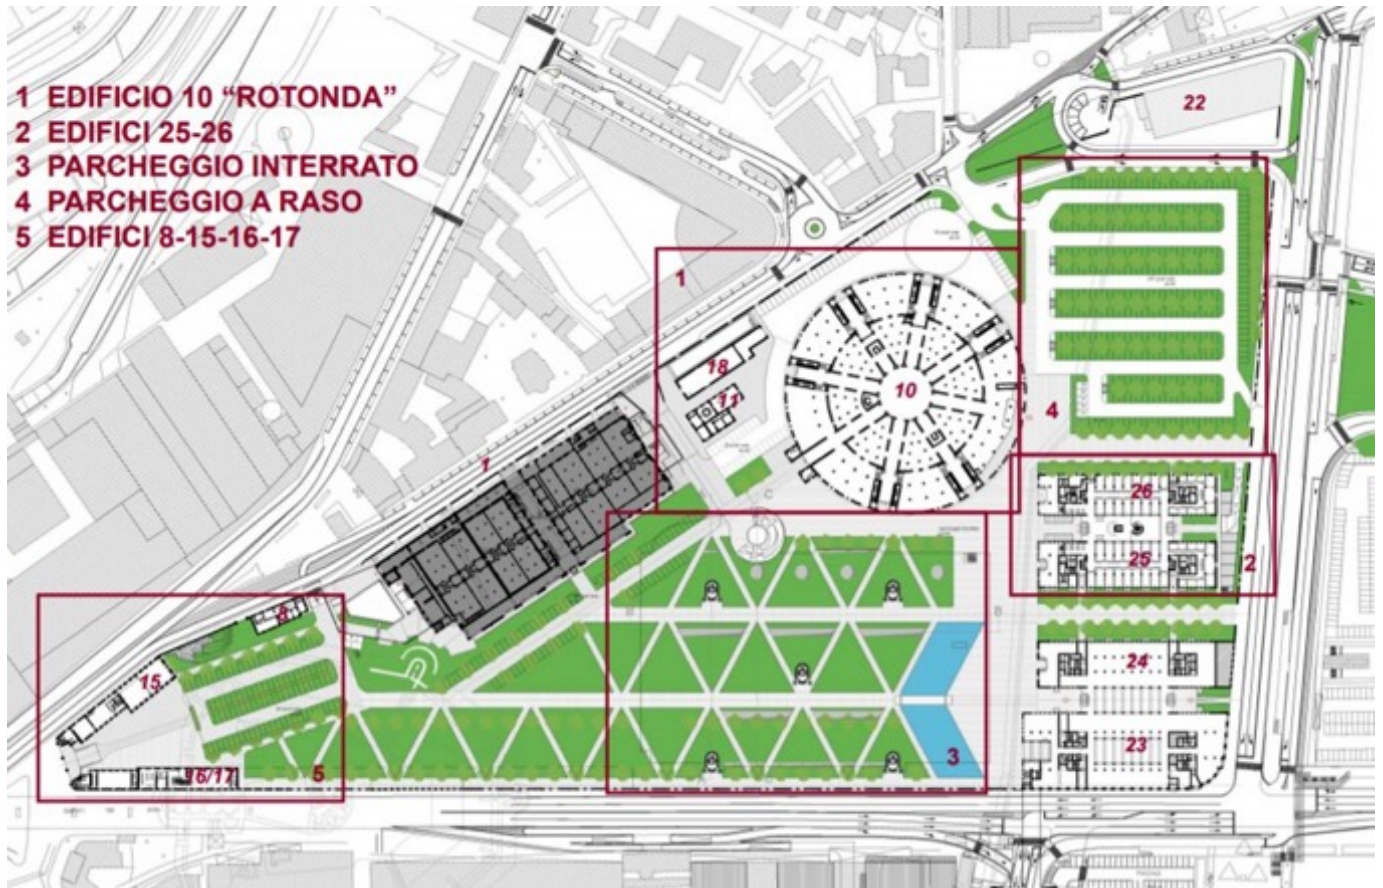 1 EDIFICIO 10 “ROTONDA”
2 EDIFICI 25-26
3 PARCHEGGIO INTERRATO
4 PARCHEGGIO A RASO
5 EDIFICI 8-15-16-17
22
1
18
11
10
4
1
26
25
2
8
15
24
23
3
16/17
5
C